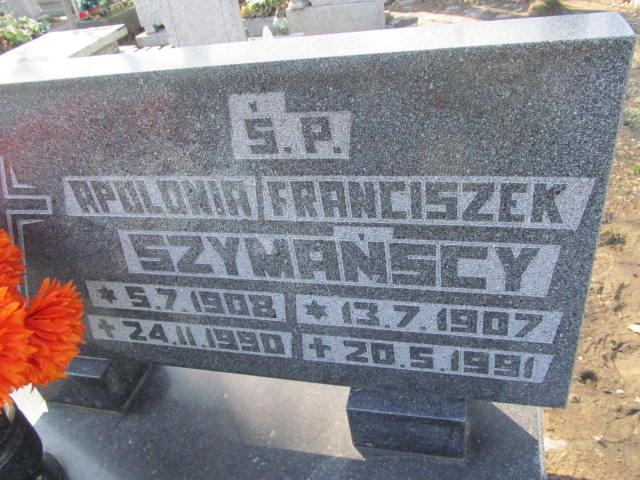 Ś.P.
APOLONIA FRANCISZEK
SZYMAŃSCY
* 5.7.1908 * 13.7.1907
+ 24.11.1990 + 20.5.1991